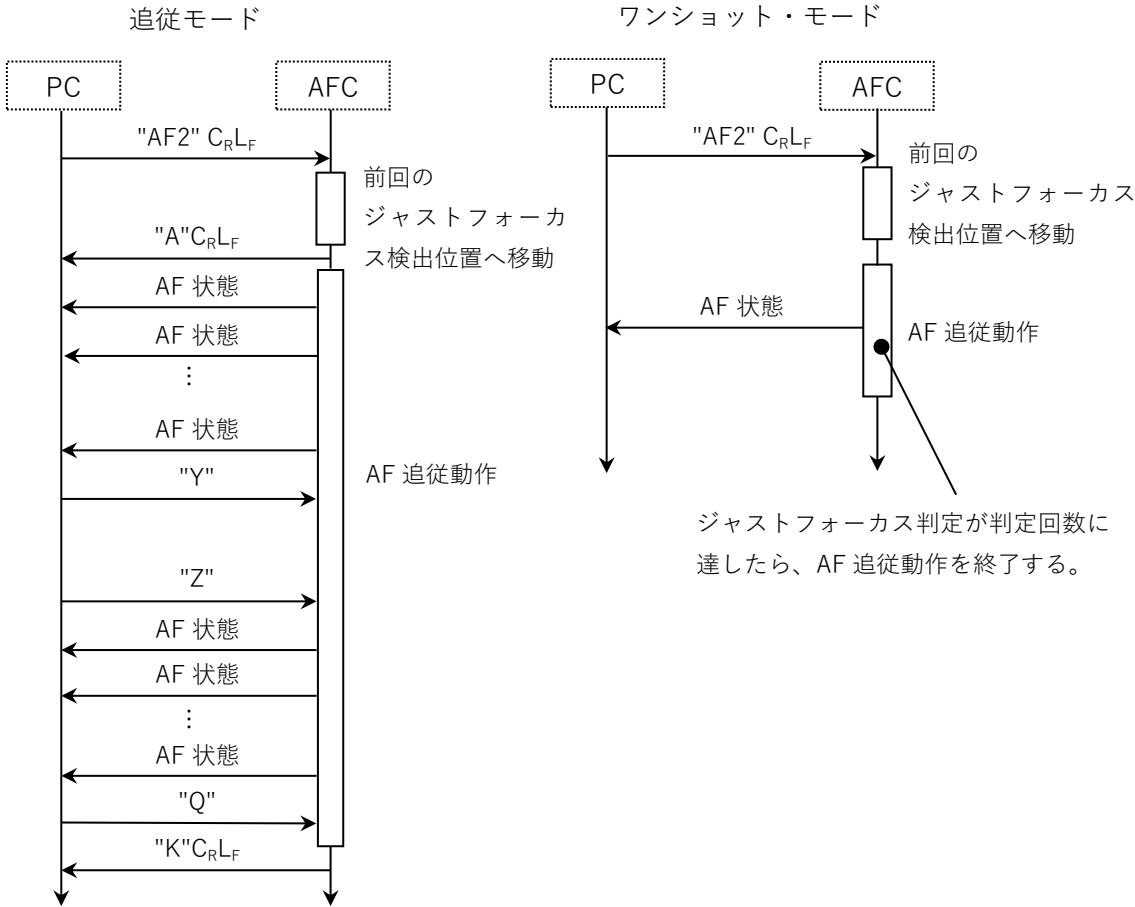 追従モード
PC
AFC
"AF2" CRLF
前回の
ジャストフォーカ
ス検出位置へ移動
"A"CRLF
AF 状態
AF 状態
⋮
AF 状態
"Y"
AF 追従動作
"Z"
AF 状態
AF 状態
⋮
AF 状態
"Q"
"K"CRLF
ワンショット・モード
PC
AFC
"AF2" CRLF
前回の
ジャストフォーカス
検出位置へ移動
AF 状態
AF 追従動作
ジャストフォーカス判定が判定回数に
達したら、AF 追従動作を終了する。